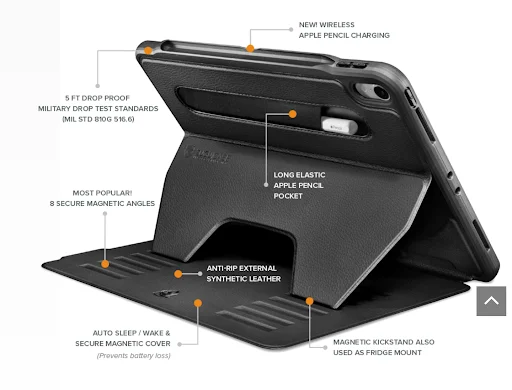 NEW! WIRELESS
APPLE PENCIL CHARGING
5 FT DROP PROOF
MILITARY DROP TEST STANDARDS
(MIL STD 810G 516.6)
LONG ELASTIC
APPLE PENCIL
POCKET
MOST POPULAR!
8 SECURE MAGNETIC ANGLES
ANTI-RIP EXTERNAL
SYNTHETIC LEATHER
AUTO SLEEP / WAKE &
SECURE MAGNETIC COVER
(Prevents battery loss)
MAGNETIC KICKSTAND ALSO
USED AS FRIDGE MOUNT